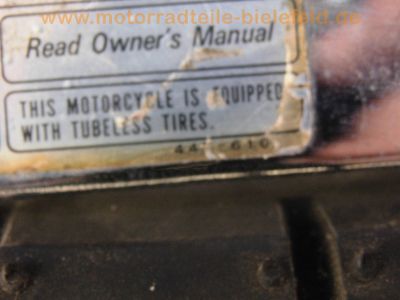 www.motorradteile-bielefeld.de
Read Owner's Manual
THIS MOTORCYCLE IS EQUIPPED
WITH TUBELESS TIRES.